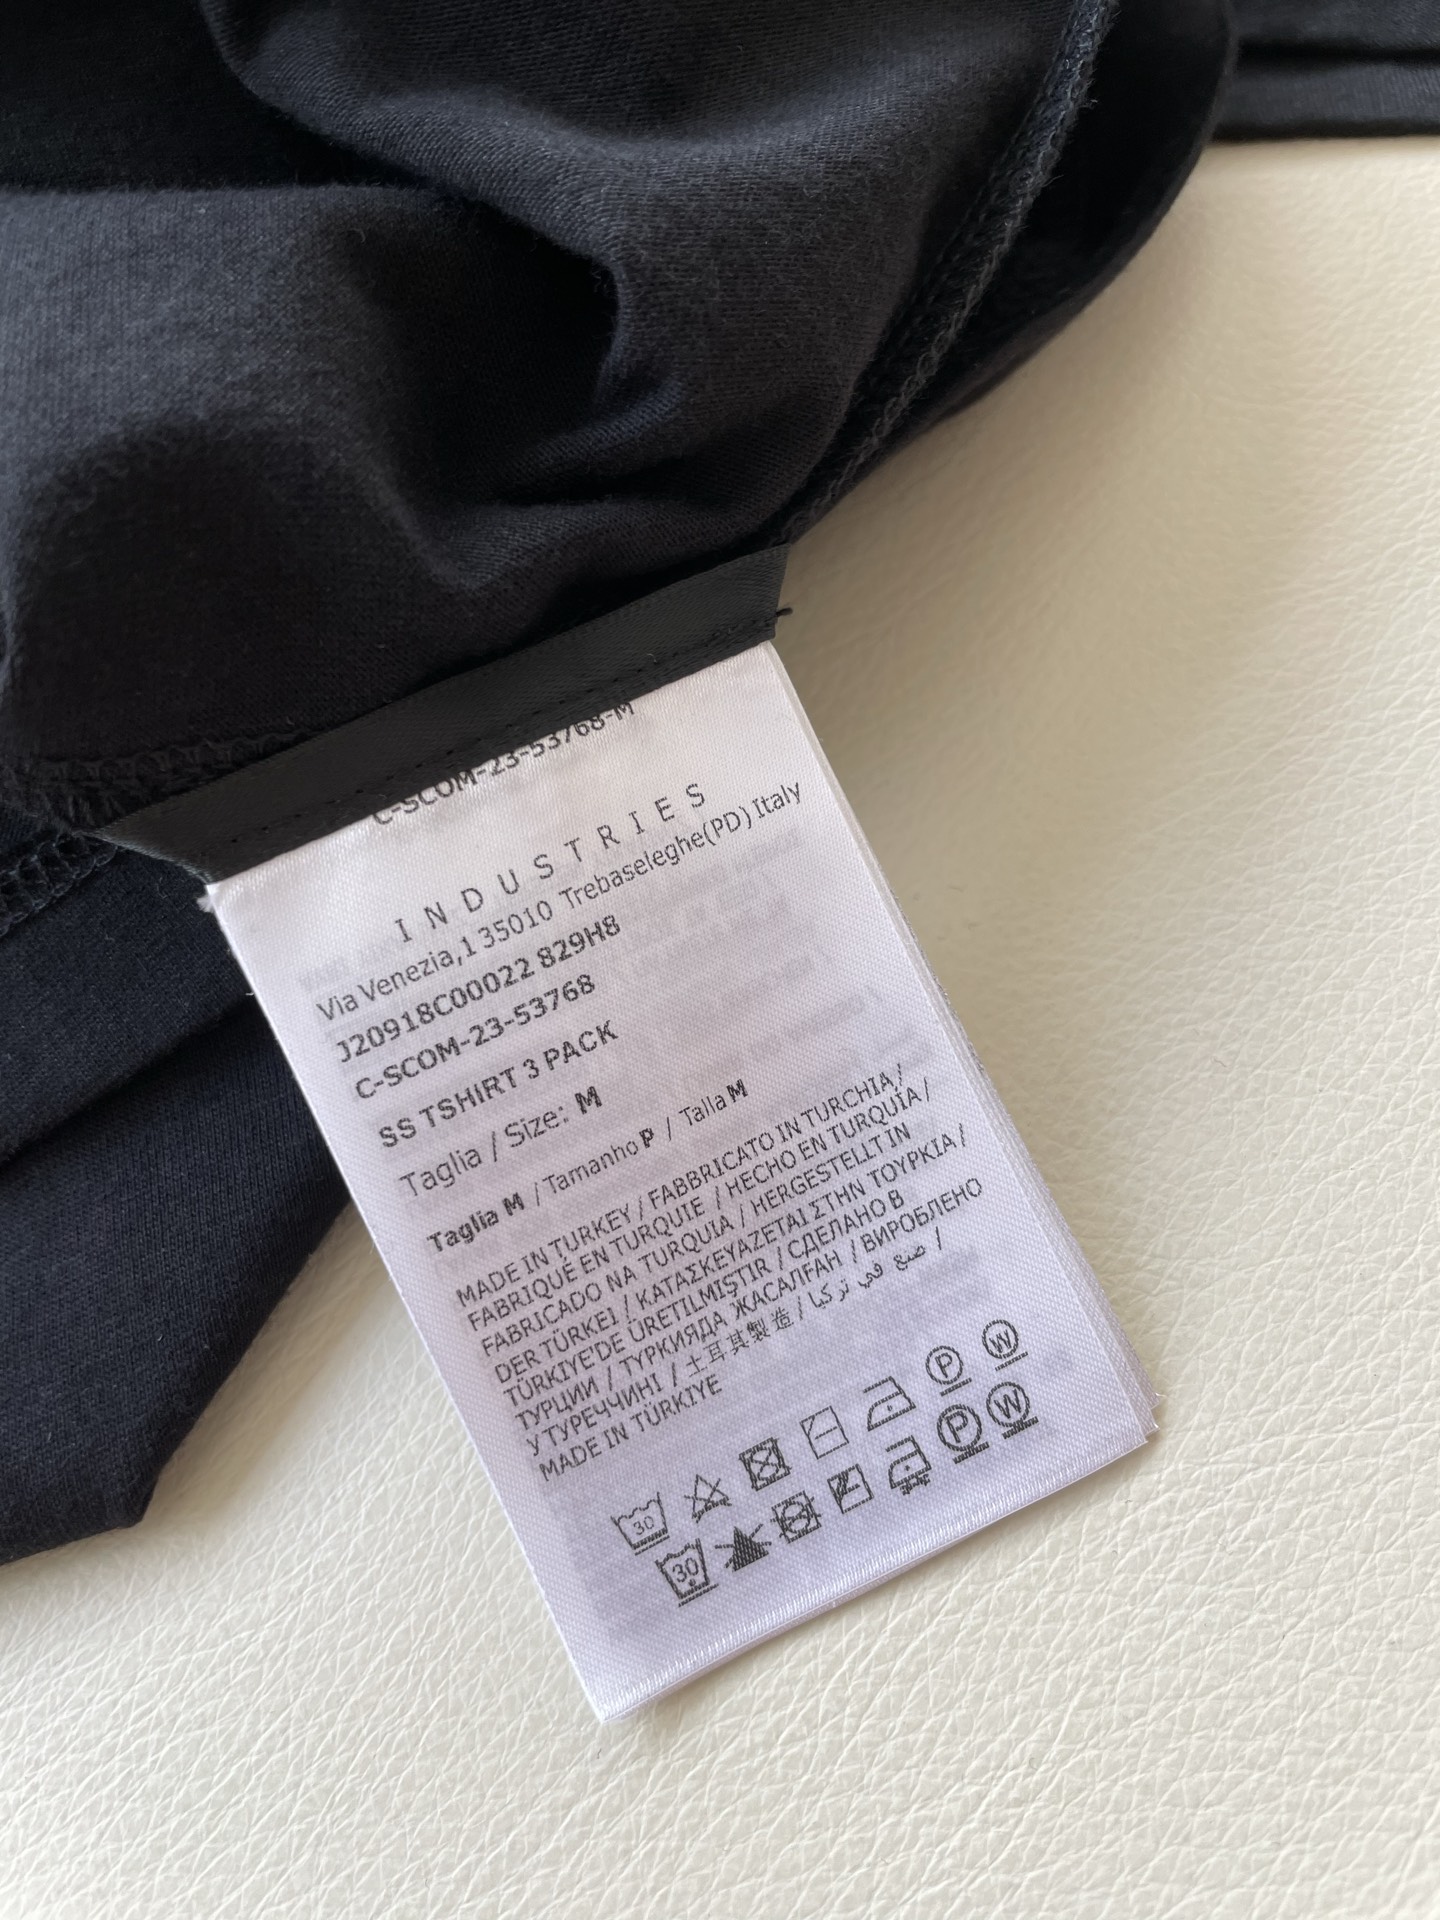 C-SCOM-23-53768-M
INDUSTRIES
Via Venezia,1 35010 Trebaseleghe(PD) Italy
J20918C00022 829H8
C-SCOM-23-53768
SS TSHIRT 3 PACK
Taglia / Size: M
Taglia M / Tamanho P / Talla M
MADE IN TURKEY / FABBRICATO IN TURCHIA /
FABRIQUÉ EN TURQUIE / HECHO EN TURQUÍA /
FABRICADO NA TURQUIA / HERGESTELLT IN
DER TÜRKEI / ΚΑΤΑΣΚΕΥΑΖΕΤΑΙ ΣΤΗΝ ΤΟΥΡΚΙΑ /
TÜRKIYE'DE ÜRETILMIŞTIR / СДЕЛАНО В
ТУРЦИИ / ТҮРКИЯДА ЖАСАЛҒАН / ВИРОБЛЕНО
У ТУРЕЧЧИНІ / 土耳其製造 / صنع في تركيا /
MADE IN TÜRKIYE
30 P W
30 P W